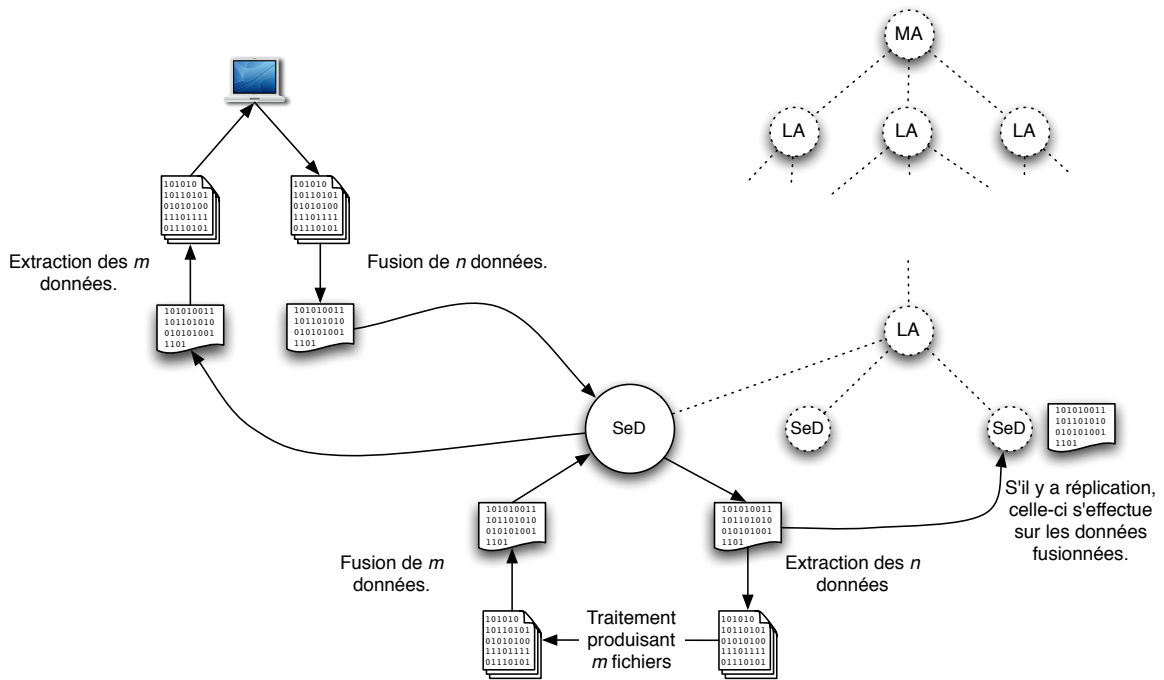 MA
LA
LA
LA
101010
10110101
01010100
11101111
01110101
101010
10110101
01010100
11101111
01110101
Extraction des m
données.
Fusion de n données.
101010011
101101010
010101001
1101
101010011
101101010
010101001
1101
LA
SeD
SeD
SeD
101010011
101101010
010101001
1101
S'il y a réplication,
celle-ci s'effectue
sur les données
fusionnées.
101010011
101101010
010101001
1101
101010011
101101010
010101001
1101
Fusion de m
données.
Extraction des n
données
101010
10110101
01010100
11101111
01110101
Traitement
produisant
m fichiers
101010
10110101
01010100
11101111
01110101